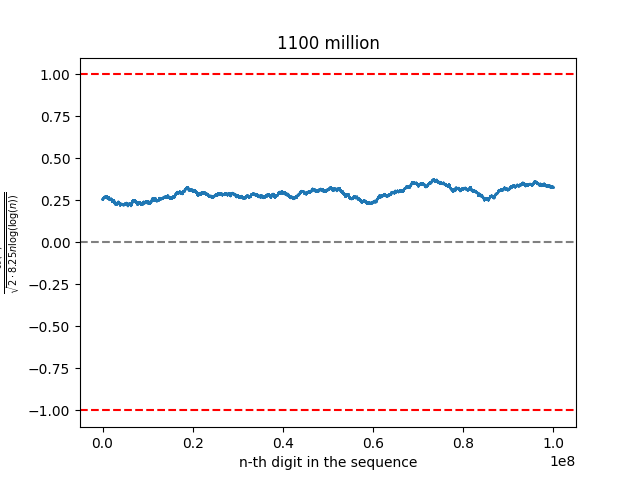 1100 million
1.00
0.75
0.50
0.25
0.00
−0.25
−0.50
−0.75
−1.00
√2 · 8.25nlog(log(n))
0.0 0.2 0.4 0.6 0.8 1.0
1e8
n-th digit in the sequence